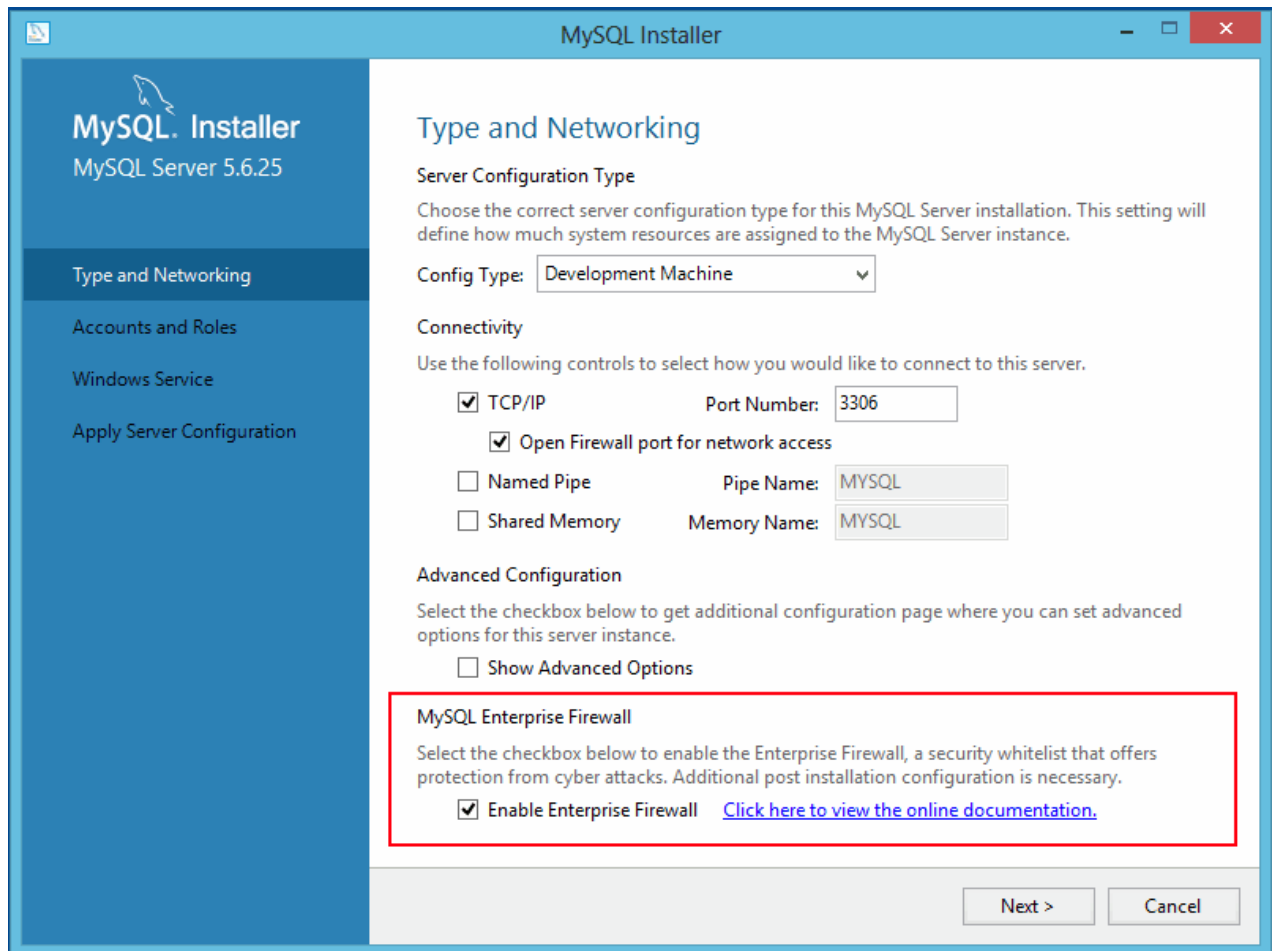 MySQL Installer
MySQL. Installer
MySQL Server 5.6.25
Type and Networking
Accounts and Roles
Windows Service
Apply Server Configuration
Type and Networking
Server Configuration Type
Choose the correct server configuration type for this MySQL Server installation. This setting will
define how much system resources are assigned to the MySQL Server instance.
Config Type: Development Machine
Connectivity
Use the following controls to select how you would like to connect to this server.
TCP/IP Port Number: 3306
Open Firewall port for network access
Named Pipe Pipe Name: MYSQL
Shared Memory Memory Name: MYSQL
Advanced Configuration
Select the checkbox below to get additional configuration page where you can set advanced
options for this server instance.
Show Advanced Options
MySQL Enterprise Firewall
Select the checkbox below to enable the Enterprise Firewall, a security whitelist that offers
protection from cyber attacks. Additional post installation configuration is necessary.
Enable Enterprise Firewall Click here to view the online documentation.
Next > Cancel